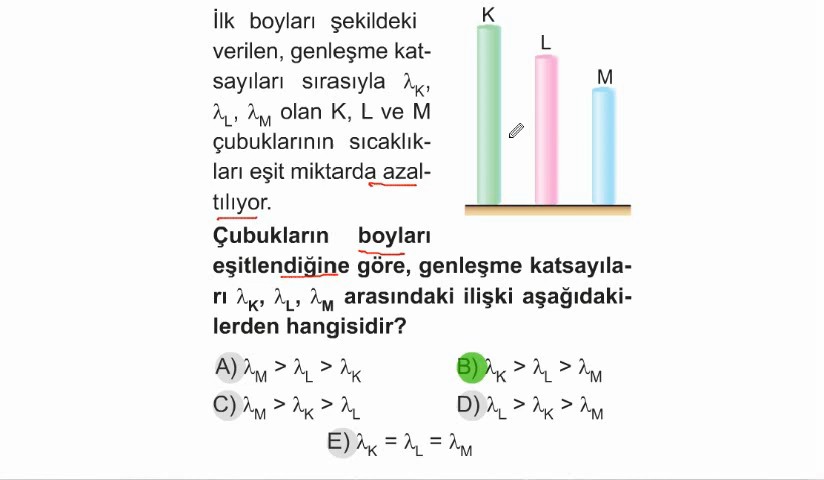 İlk boyları şekildeki
verilen, genleşme kat-
sayıları sırasıyla λK,
λL, λM olan K, L ve M
çubuklarının sıcaklık-
ları eşit miktarda azal-
tılıyor.
K
L
M
Çubukların boyları
eşitlendiğine göre, genleşme katsayıla-
rı λK, λL, λM arasındaki ilişki aşağıdaki-
lerden hangisidir?
A) λM > λL > λK
B) λK > λL > λM
C) λM > λK > λL
D) λL > λK > λM
E) λK = λL = λM